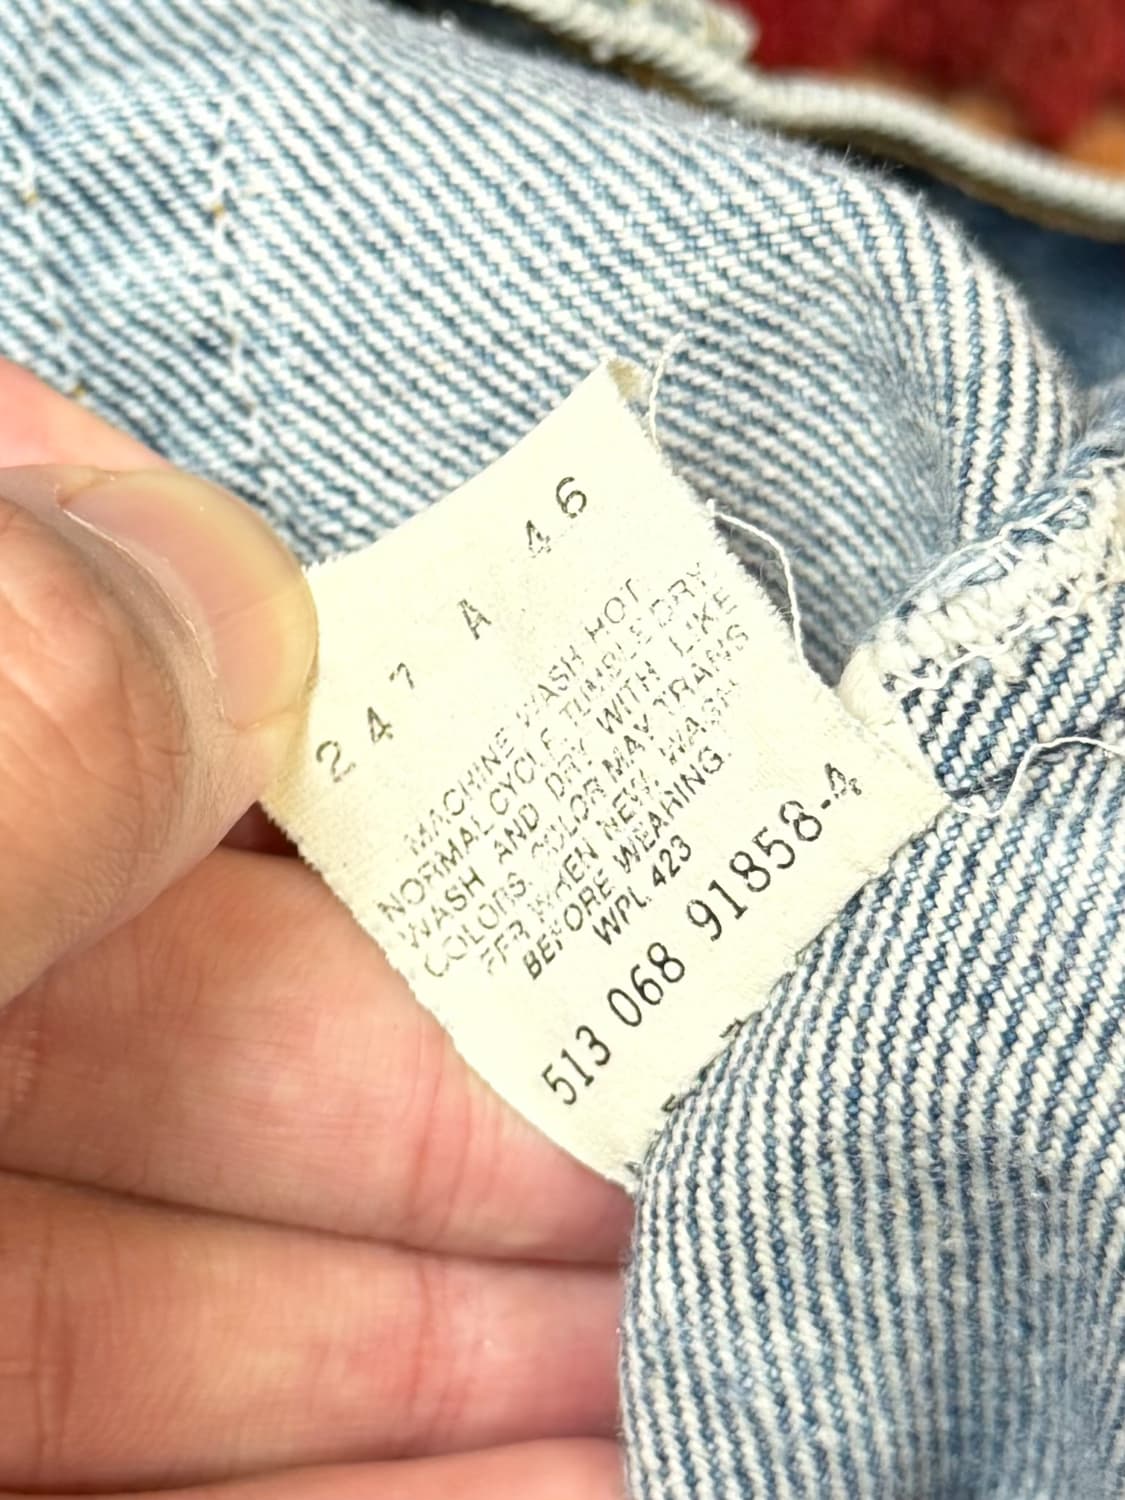 247 A 46
MACHINE WASH HOT
NORMAL CYCLE. TUMBLE DRY
WASH AND DRY WITH LIKE
COLORS. COLOR MAY TRANS
FER WHEN NEW. WASH
BEFORE WEARING.
WPL 423
513 068 91858-4